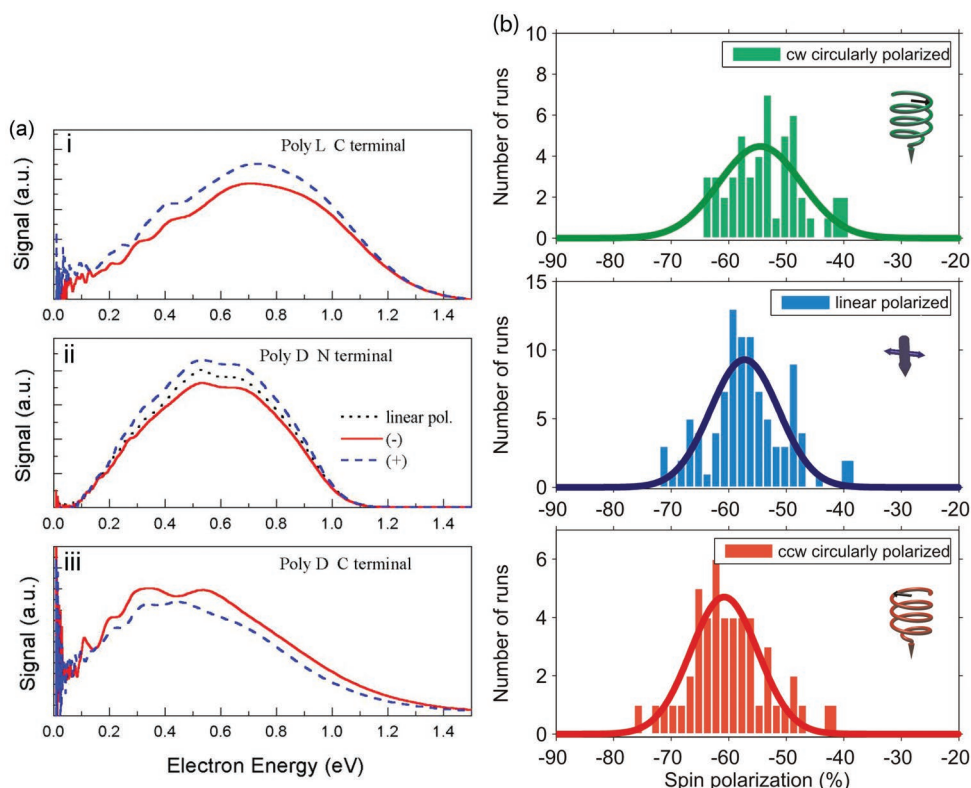 (a)
i
Poly L C terminal
Signal (a.u.)
0.0 0.2 0.4 0.6 0.8 1.0 1.2 1.4
ii
Poly D N terminal
linear pol.
(-)
(+)
Signal (a.u.)
0.0 0.2 0.4 0.6 0.8 1.0 1.2 1.4
iii
Poly D C terminal
Signal (a.u.)
0.0 0.2 0.4 0.6 0.8 1.0 1.2 1.4
Electron Energy (eV)
(b)
cw circularly polarized
Number of runs
10
8
6
4
2
0
-90 -80 -70 -60 -50 -40 -30 -20
linear polarized
Number of runs
15
10
5
0
-90 -80 -70 -60 -50 -40 -30 -20
ccw circularly polarized
Number of runs
6
4
2
0
-90 -80 -70 -60 -50 -40 -30 -20
Spin polarization (%)